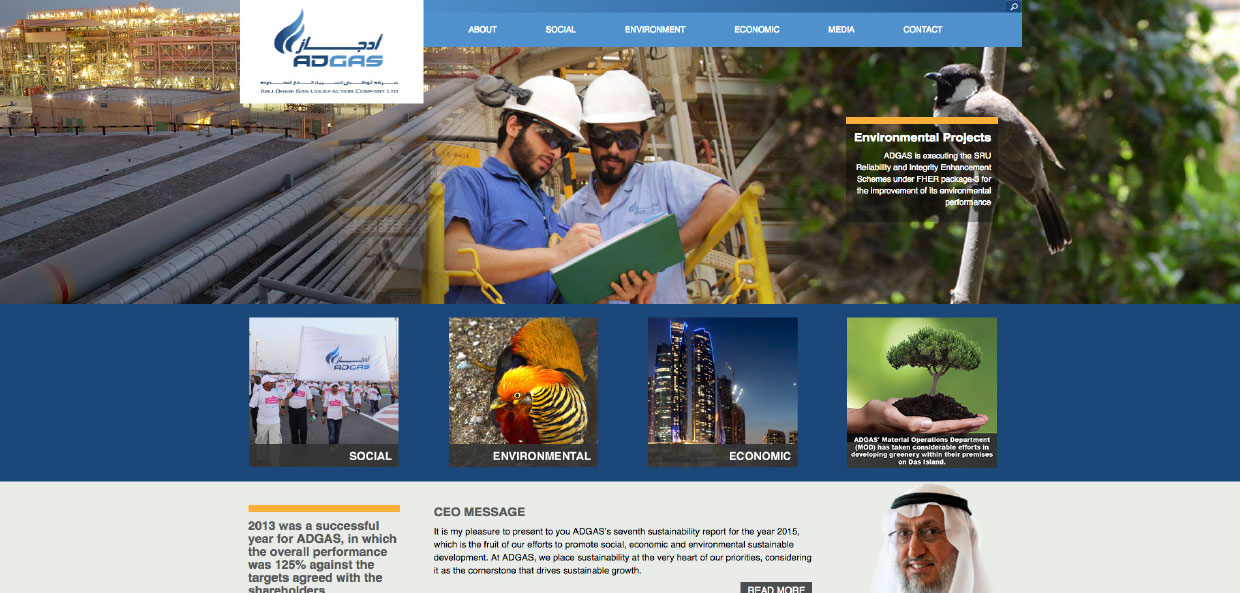 أدجاز
ADGAS
شركة أبوظبي لتسييل الغاز المحدودة
ABU DHABI GAS LIQUEFACTION COMPANY LTD
ABOUT SOCIAL ENVIRONMENT ECONOMIC MEDIA CONTACT
Environmental Projects
ADGAS is executing the SRU
Reliability and Integrity Enhancement
Schemes under FHER package-3 for
the improvement of its environmental
performance
أدجاز
ADGAS
SOCIAL
ENVIRONMENTAL
ECONOMIC
ADGAS' Material Operations Department
(MOD) has taken considerable efforts in
developing greenery within their premises
on Das Island.
2013 was a successful
year for ADGAS, in which
the overall performance
was 125% against the
targets agreed with the
shareholders
CEO MESSAGE
It is my pleasure to present to you ADGAS's seventh sustainability report for the year 2015,
which is the fruit of our efforts to promote social, economic and environmental sustainable
development. At ADGAS, we place sustainability at the very heart of our priorities, considering
it as the cornerstone that drives sustainable growth.
READ MORE